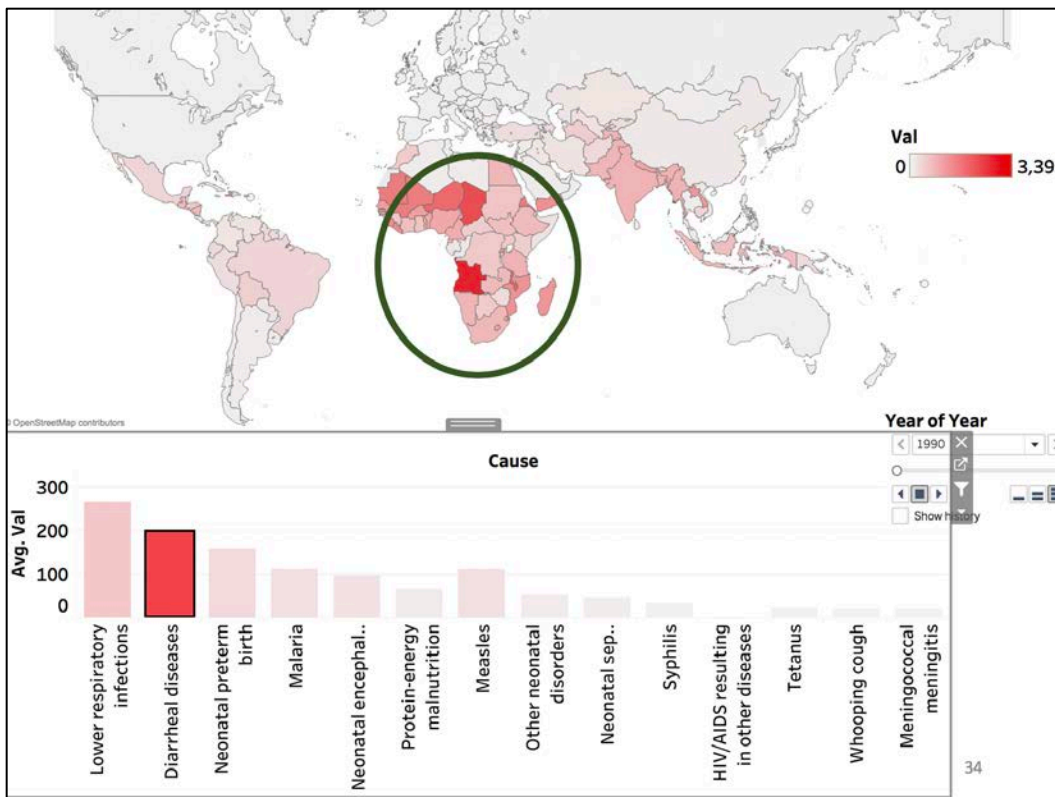 Val
0
3,39
© OpenStreetMap contributors
Year of Year
1990
Show history
Cause
Avg. Val
300
200
100
0
Lower respiratory
infections
Diarrheal diseases
Neonatal preterm
birth
Malaria
Neonatal encephal..
Protein-energy
malnutrition
Measles
Other neonatal
disorders
Neonatal sep..
Syphilis
HIV/AIDS resulting
in other diseases
Tetanus
Whooping cough
Meningococcal
meningitis
34